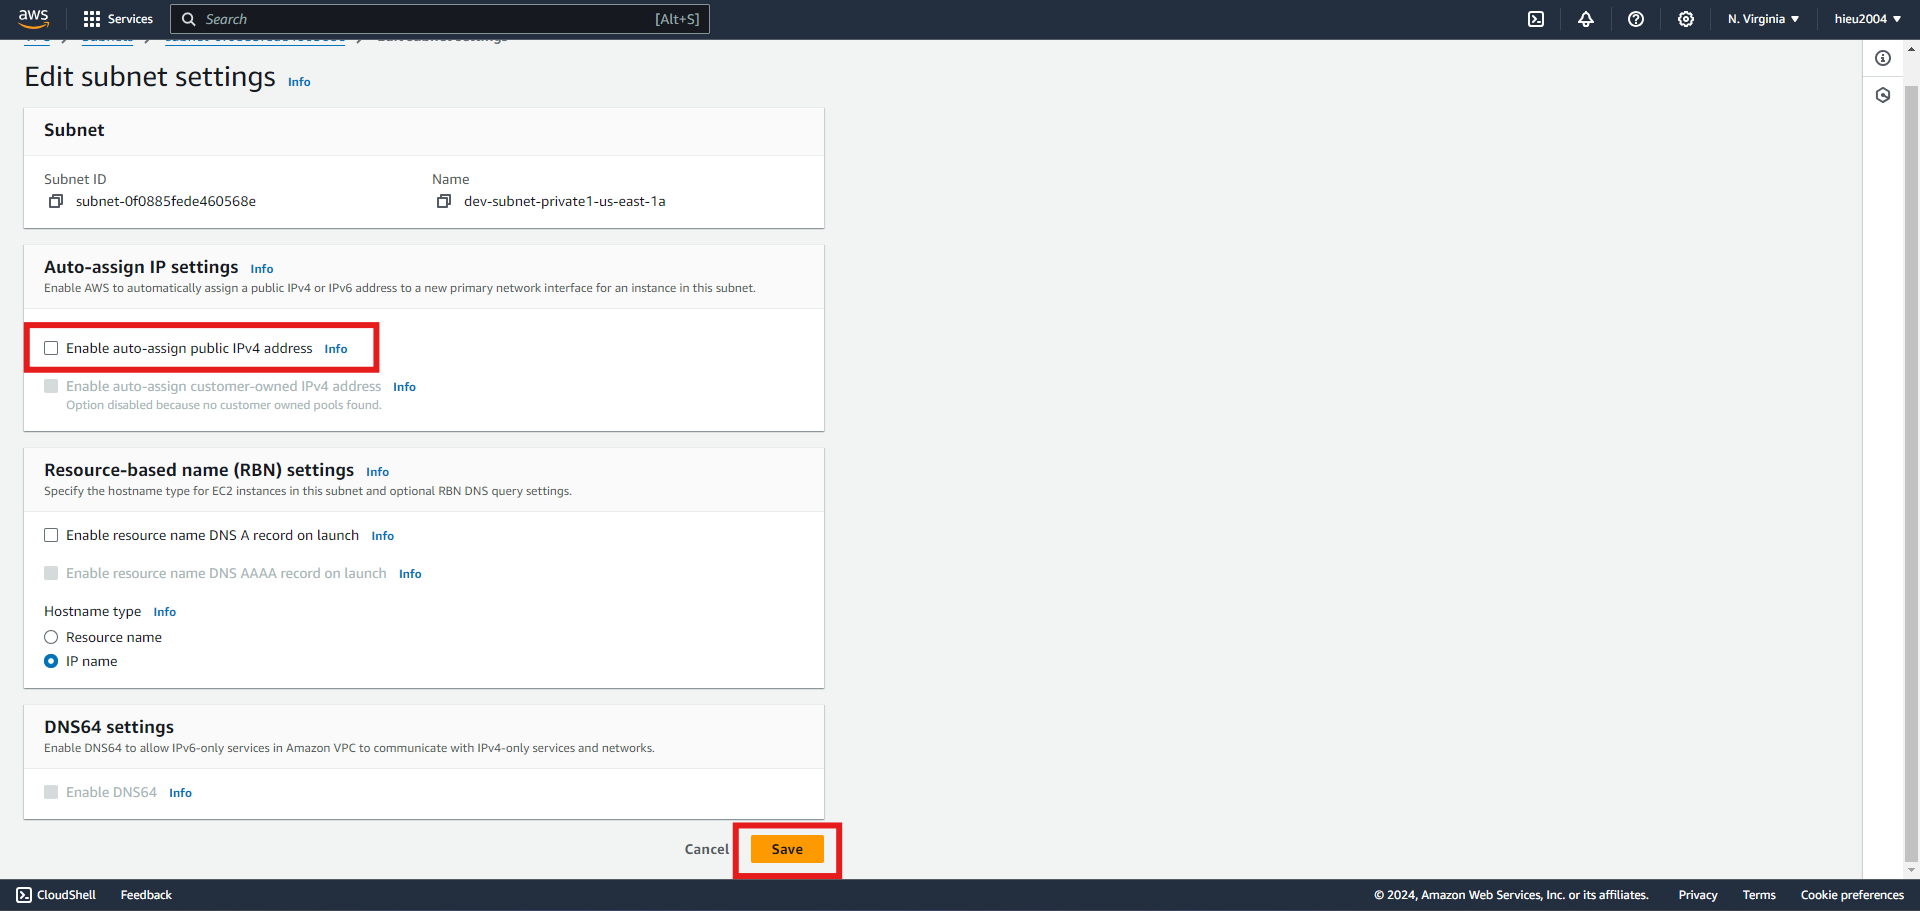 aws Services Search [Alt+S] N. Virginia hieu2004
Edit subnet settings Info
Subnet
Subnet ID Name
subnet-0f0885fede460568e dev-subnet-private1-us-east-1a
Auto-assign IP settings Info
Enable AWS to automatically assign a public IPv4 or IPv6 address to a new primary network interface for an instance in this subnet.
Enable auto-assign public IPv4 address Info
Enable auto-assign customer-owned IPv4 address Info
Option disabled because no customer owned pools found.
Resource-based name (RBN) settings Info
Specify the hostname type for EC2 instances in this subnet and optional RBN DNS query settings.
Enable resource name DNS A record on launch Info
Enable resource name DNS AAAA record on launch Info
Hostname type Info
Resource name
IP name
DNS64 settings
Enable DNS64 to allow IPv6-only services in Amazon VPC to communicate with IPv4-only services and networks.
Enable DNS64 Info
Cancel Save
CloudShell Feedback © 2024, Amazon Web Services, Inc. or its affiliates. Privacy Terms Cookie preferences